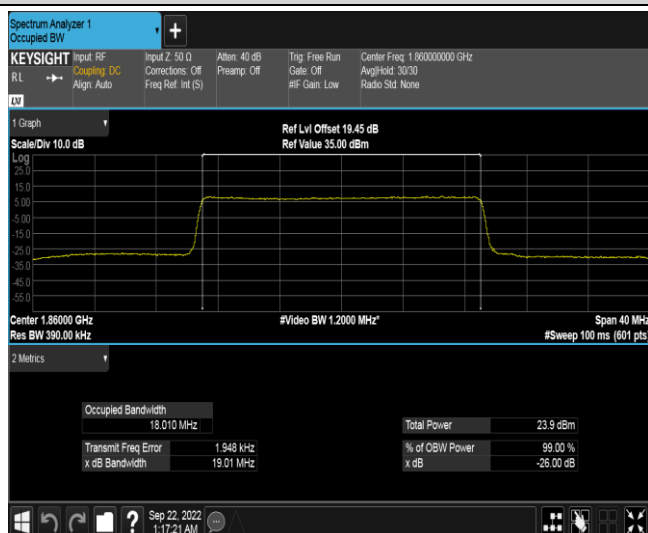 Spectrum Analyzer 1
Occupied BW
+
KEYSIGHT Input: RF Input Z: 50 Ω Atten: 40 dB Trig: Free Run Center Freq: 1.860000000 GHz
RL Coupling: DC Corrections: Off Preamp: Off Gate: Off Avg|Hold: 30/30
Align: Auto Freq Ref: Int (S) #IF Gain: Low Radio Std: None
LXI
1 Graph
Ref Lvl Offset 19.45 dB
Scale/Div 10.0 dB Ref Value 35.00 dBm
Log
25.0
15.0
5.00
-5.00
-15.0
-25.0
-35.0
-45.0
-55.0
Center 1.86000 GHz #Video BW 1.2000 MHz* Span 40 MHz
Res BW 390.00 kHz #Sweep 100 ms (601 pts)
2 Metrics
Occupied Bandwidth
18.010 MHz Total Power 23.9 dBm
Transmit Freq Error 1.948 kHz % of OBW Power 99.00 %
x dB Bandwidth 19.01 MHz x dB -26.00 dB
? Sep 22, 2022
1:17:21 AM